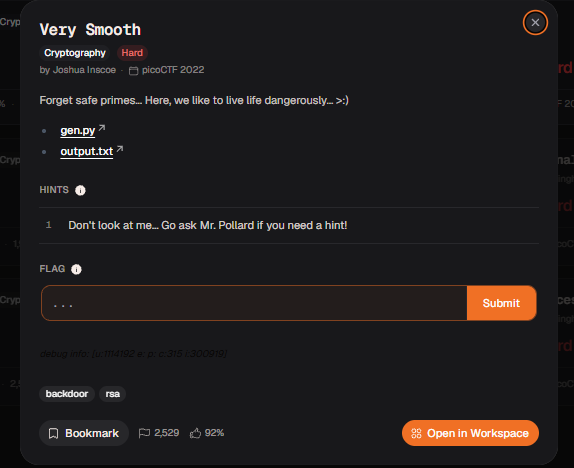 Very Smooth
Cryptography Hard
by Joshua Inscoe · picoCTF 2022
Forget safe primes... Here, we like to live life dangerously... >:)
gen.py
output.txt
HINTS
1 Don't look at me... Go ask Mr. Pollard if you need a hint!
FLAG
... Submit
debug info: [u:1114192 e: p: c:315 i: 300919]
backdoor rsa
Bookmark 2,529 92% Open in Workspace